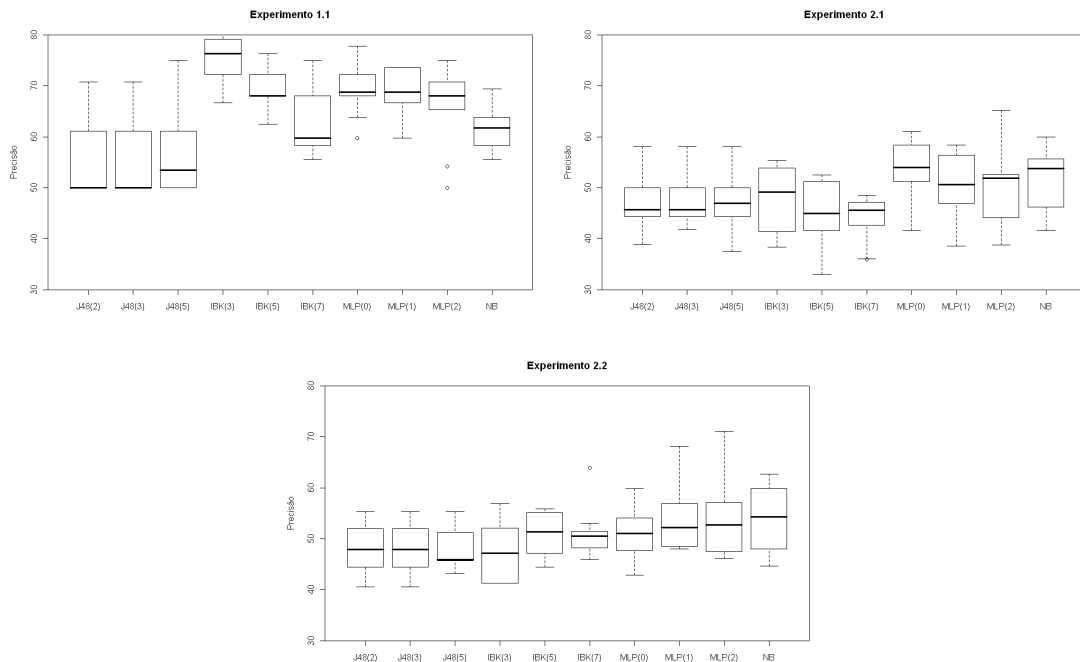 Experimento 1.1
Precisão
80
70
60
50
40
30
J48(2) J48(3) J48(5) IBK(3) IBK(5) IBK(7) MLP(0) MLP(1) MLP(2) NB
Experimento 2.1
Precisão
80
70
60
50
40
30
J48(2) J48(3) J48(5) IBK(3) IBK(5) IBK(7) MLP(0) MLP(1) MLP(2) NB
Experimento 2.2
Precisão
80
70
60
50
40
30
J48(2) J48(3) J48(5) IBK(3) IBK(5) IBK(7) MLP(0) MLP(1) MLP(2) NB